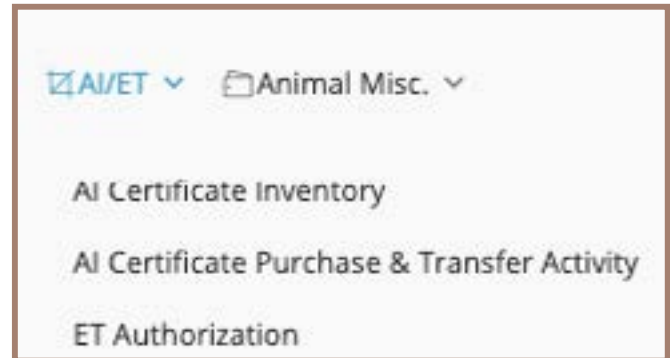 AI/ET Animal Misc.
AI Certificate Inventory
AI Certificate Purchase & Transfer Activity
ET Authorization